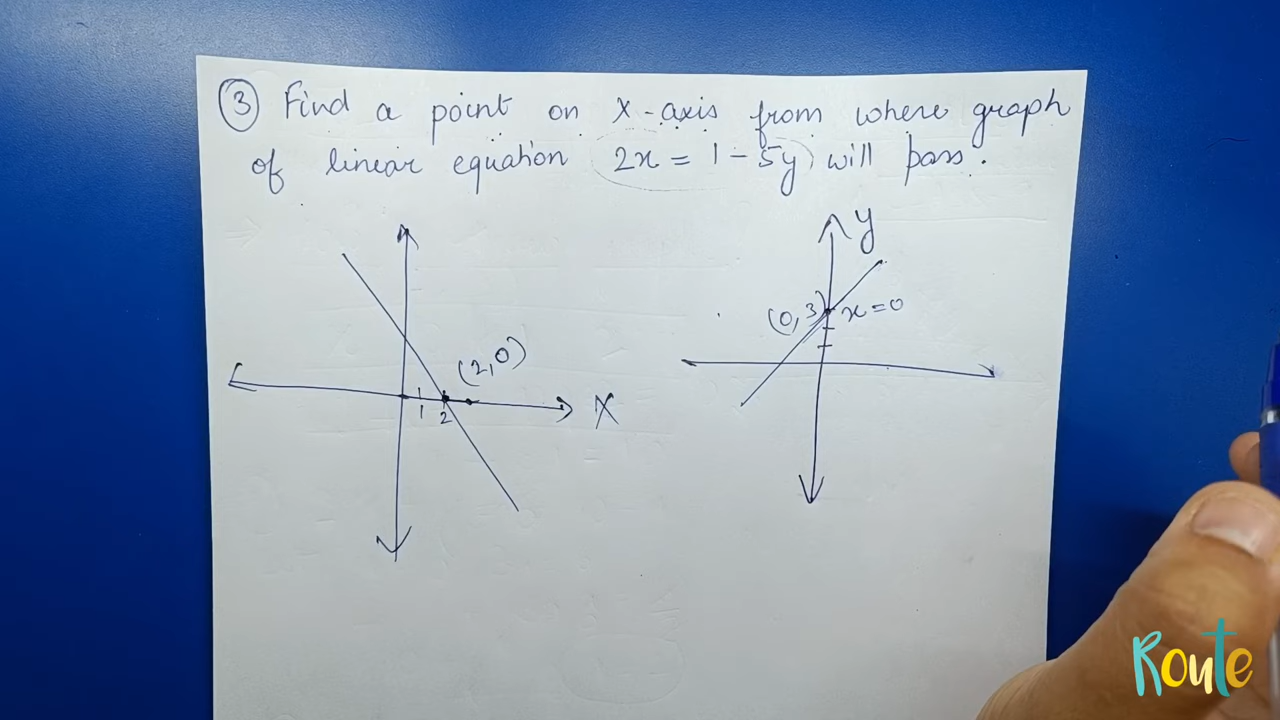 ③ Find a point on x-axis from where graph
of linear equation 2x = 1 - 5y will pass.
y
(0,3) x=0
(2,0)
1 2
X
Route